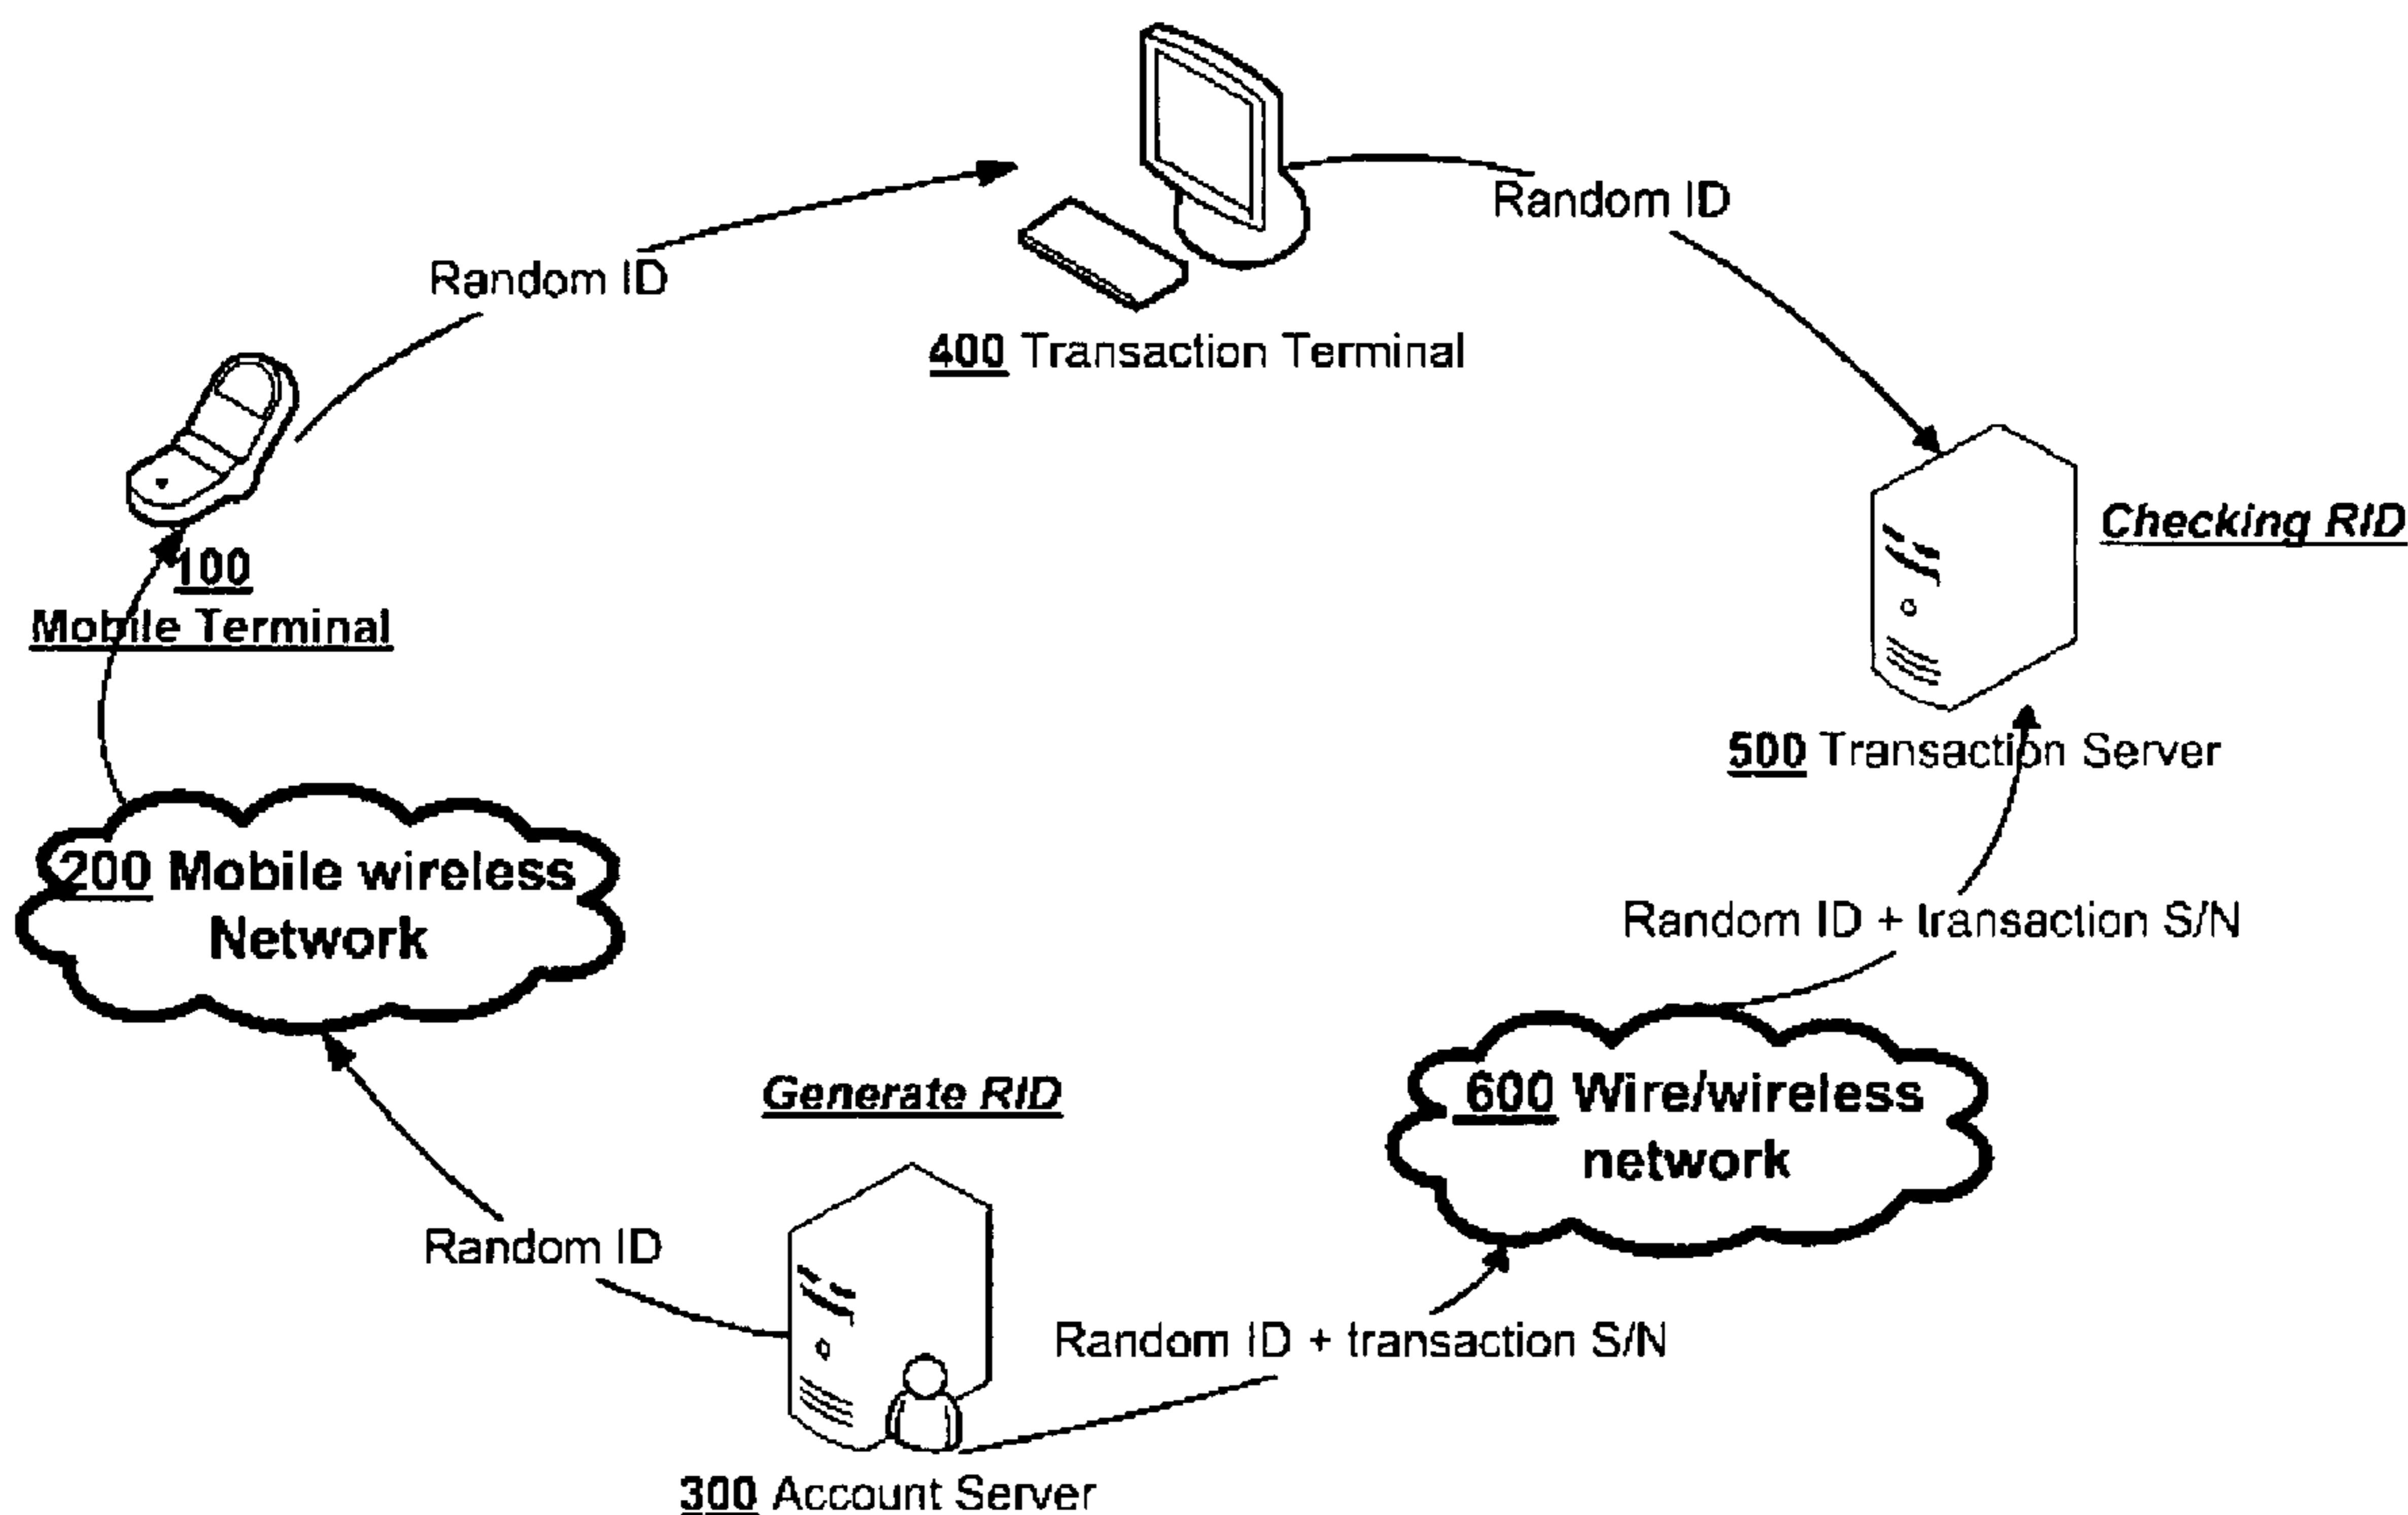 Random ID
Random ID
400 Transaction Terminal
Checking RID
100
Mobile Terminal
500 Transaction Server
200 Mobile wireless
Network
Random ID + transaction S/N
Generate RID
600 Wire/wireless
network
Random ID
Random ID + transaction S/N
300 Account Server